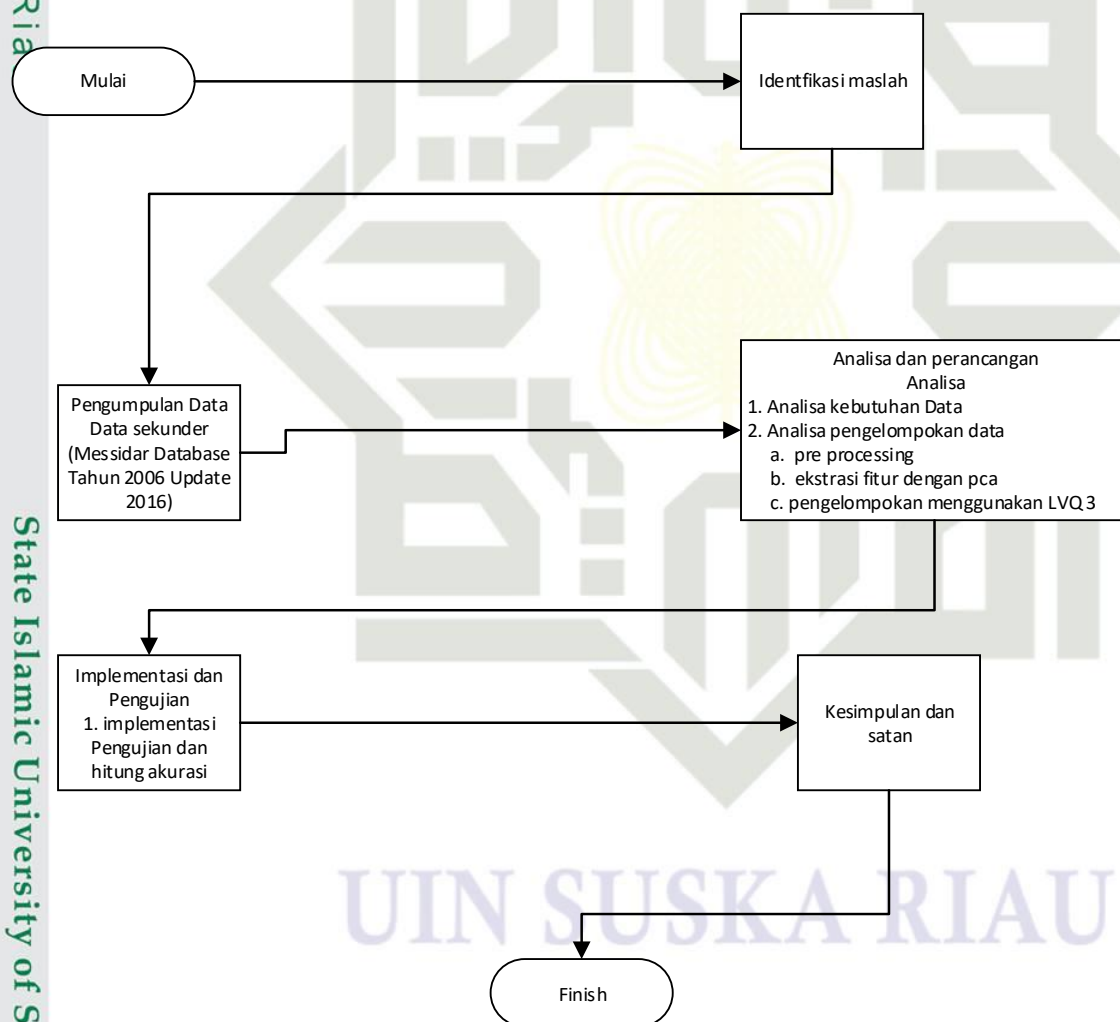 Mulai
Identfikasi maslah
Pengumpulan Data
Data sekunder
(Messidar Database
Tahun 2006 Update
2016)
Analisa dan perancangan
Analisa
1. Analisa kebutuhan Data
2. Analisa pengelompokan data
a. pre processing
b. ekstrasi fitur dengan pca
c. pengelompokan menggunakan LVQ 3
Implementasi dan
Pengujian
1. implementasi
Pengujian dan
hitung akurasi
Kesimpulan dan
satan
Finish
UIN SUSKA RIAU
State Islamic University of